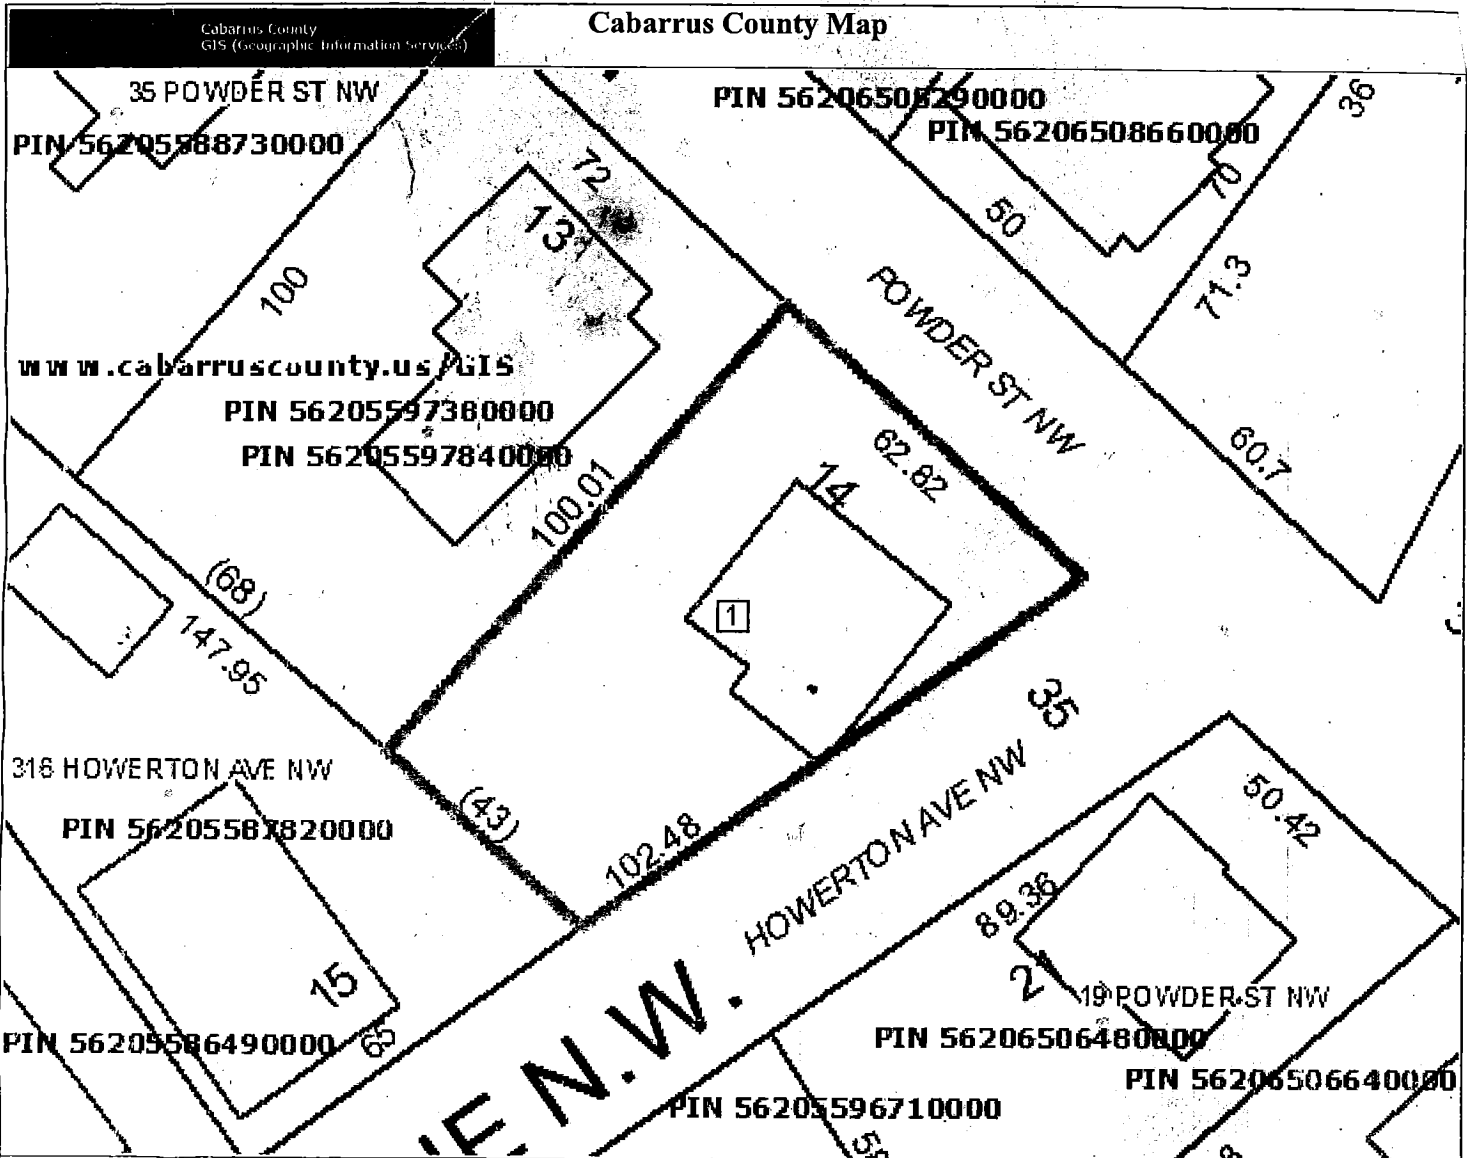 Cabarrus County
GIS (Geographic Information Services)
Cabarrus County Map
35 POWDER ST NW
PIN 56205588730000
PIN 56206505290000
PIN 56206508660000
36
72
13
50
70
100
71.3
POWDER ST NW
www.cabarruscounty.us/GIS
PIN 56205597380000
PIN 56205597840000
100.01
62.82
60.7
14
(68)
147.95
1
35
316 HOWERTON AVE NW
PIN 56205587820000
(43)
102.48
HOWERTON AVE NW
50.42
89.36
2
15
65
19 POWDER ST NW
PIN 56205586490000
PIN 56206506480000
PIN 56206506640000
PIN 56205596710000
N.W.